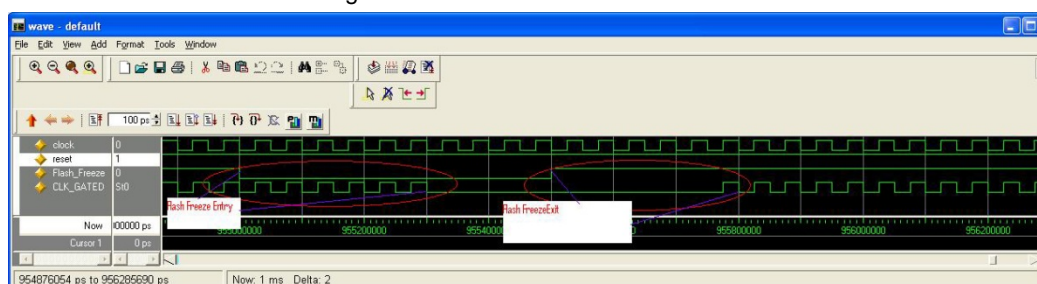 wave - default
File Edit View Add Format Tools Window
100 ps
clock 0
reset 1
Flash_Freeze 0
CLK_GATED St0
Flash Freeze Entry
Flash FreezeExit
Now 00000 ps
955200000 955800000 956000000 956200000
Cursor 1 0 ps
954876054 ps to 956285690 ps Now: 1 ms Delta: 2